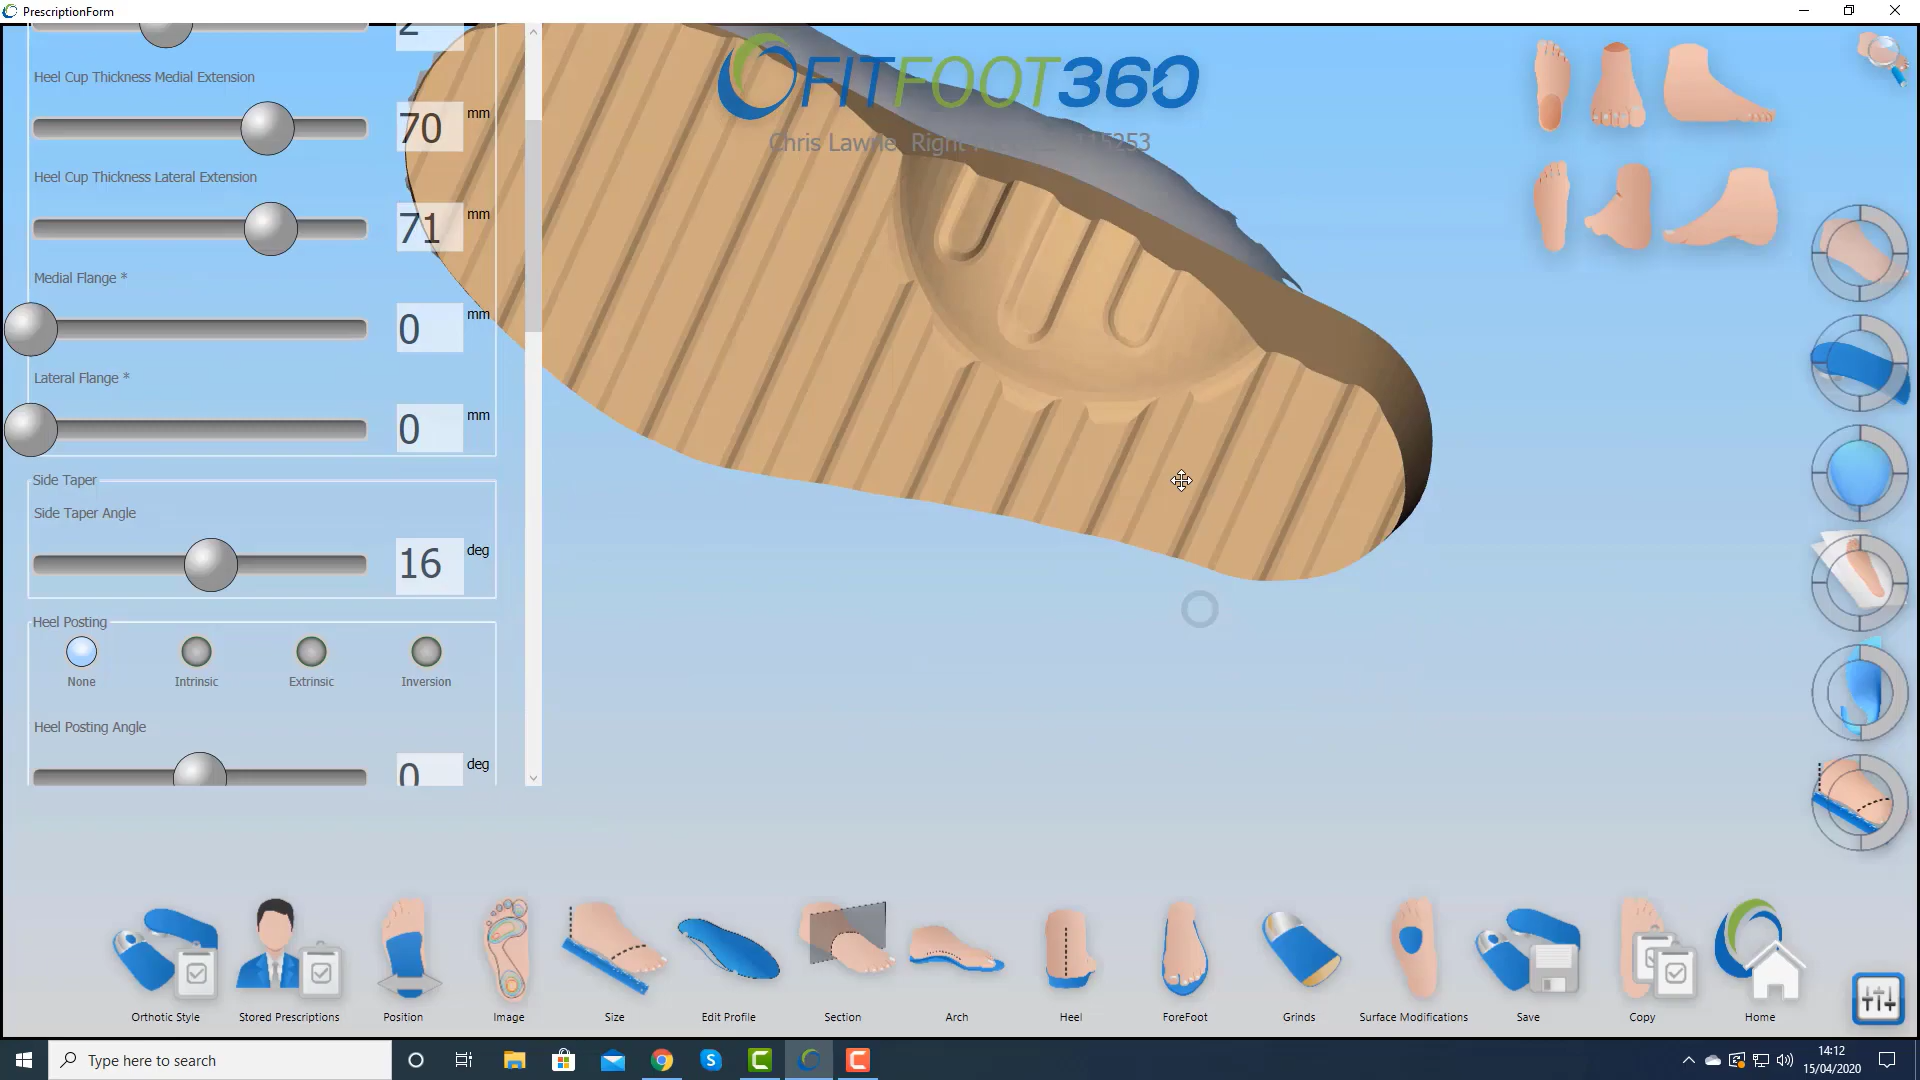 PrescriptionForm
2
Heel Cup Thickness Medial Extension
70 mm
Heel Cup Thickness Lateral Extension
71 mm
Medial Flange *
0 mm
Lateral Flange *
0 mm
Side Taper
Side Taper Angle
16 deg
Heel Posting
None Intrinsic Extrinsic Inversion
Heel Posting Angle
0 deg
FITFOOT360
Chris Lawrie Right
Orthotic Style Stored Prescriptions Position Image Size Edit Profile Section Arch Heel ForeFoot Grinds Surface Modifications Save Copy Home
Type here to search
14:12
15/04/2020